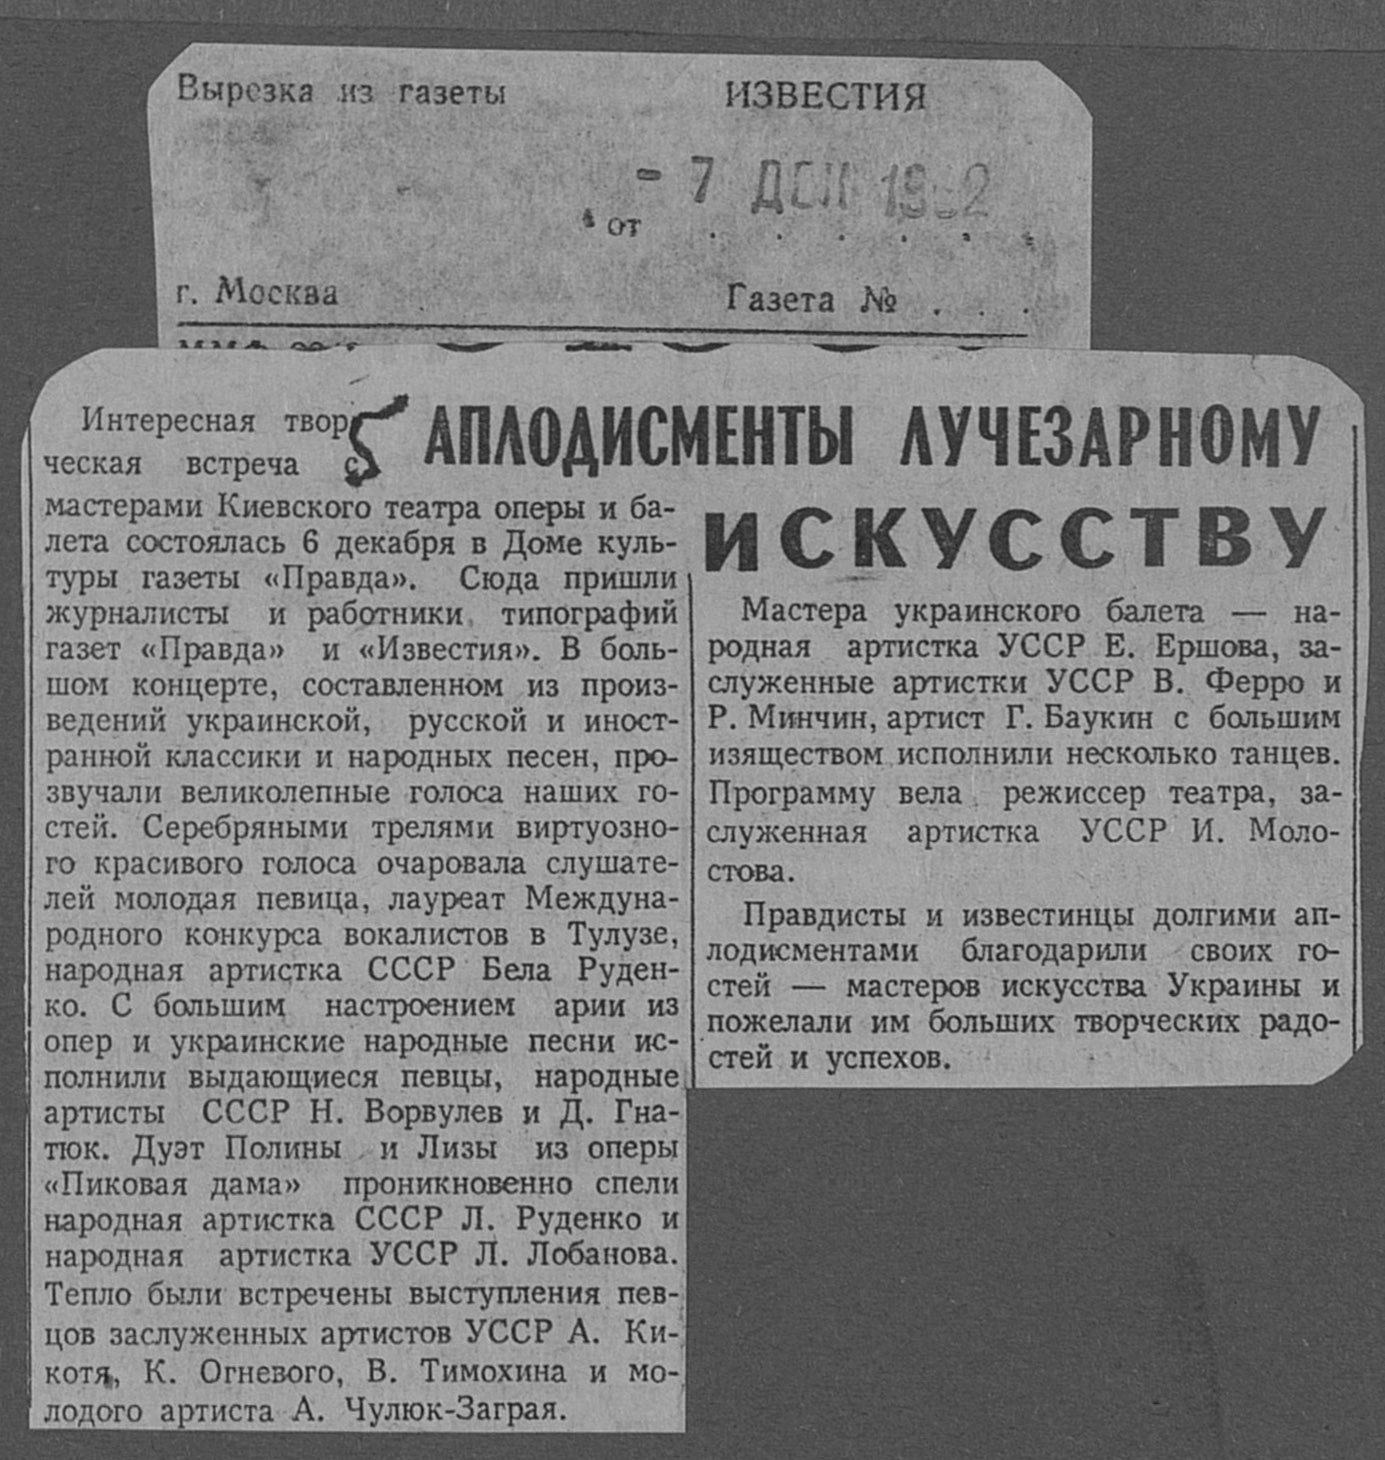 Вырезка из газеты
ИЗВЕСТИЯ
- 7 ДЕК 1962
от . . . . . .
г. Москва
Газета № . . .
АПЛОДИСМЕНТЫ ЛУЧЕЗАРНОМУ
ИСКУССТВУ
Интересная твор
ческая встреча с
мастерами Киевского театра оперы и ба-
лета состоялась 6 декабря в Доме куль-
туры газеты «Правда». Сюда пришли
журналисты и работники типографий
газет «Правда» и «Известия». В боль-
шом концерте, составленном из произ-
ведений украинской, русской и иност-
ранной классики и народных песен, про-
звучали великолепные голоса наших го-
стей. Серебряными трелями виртуозно-
го красивого голоса очаровала слушате-
лей молодая певица, лауреат Междуна-
родного конкурса вокалистов в Тулузе,
народная артистка СССР Бела Руден-
ко. С большим настроением арии из
опер и украинские народные песни ис-
полнили выдающиеся певцы, народные
артисты СССР Н. Ворвулев и Д. Гна-
тюк. Дуэт Полины и Лизы из оперы
«Пиковая дама» проникновенно спели
народная артистка СССР Л. Руденко и
народная артистка УССР Л. Лобанова.
Тепло были встречены выступления пев-
цов заслуженных артистов УССР А. Ки-
котя, К. Огневого, В. Тимохина и мо-
лодого артиста А. Чулюк-Заграя.
Мастера украинского балета — на-
родная артистка УССР Е. Ершова, за-
служенные артистки УССР В. Ферро и
Р. Минчин, артист Г. Баукин с большим
изяществом исполнили несколько танцев.
Программу вела режиссер театра, за-
служенная артистка УССР И. Моло-
стова.
Правдисты и известинцы долгими ап-
лодисментами благодарили своих го-
стей — мастеров искусства Украины и
пожелали им больших творческих радо-
стей и успехов.